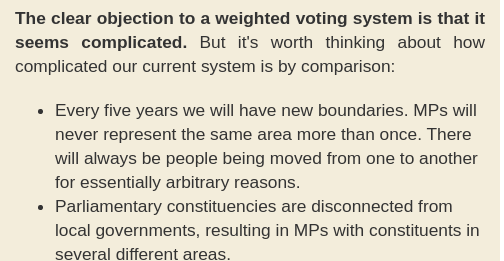 The clear objection to a weighted voting system is that it
seems complicated. But it's worth thinking about how
complicated our current system is by comparison:
• Every five years we will have new boundaries. MPs will
never represent the same area more than once. There
will always be people being moved from one to another
for essentially arbitrary reasons.
• Parliamentary constituencies are disconnected from
local governments, resulting in MPs with constituents in
several different areas.